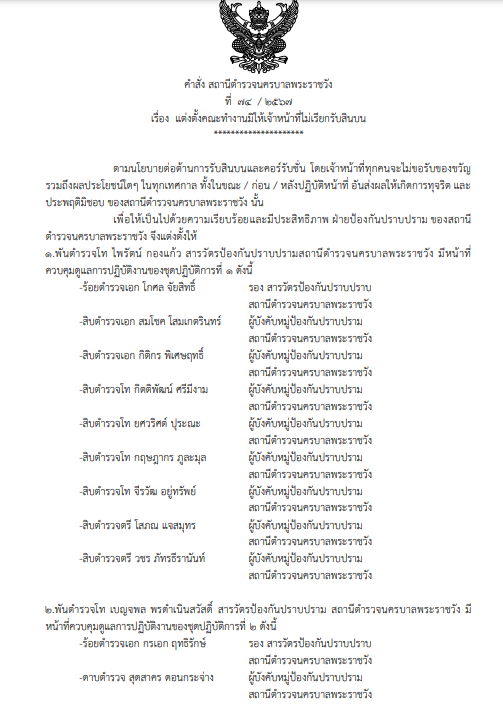 คำสั่ง สถานีตำรวจนครบาลพระราชวัง
ที่ ๗๔ / ๒๕๖๗
เรื่อง แต่งตั้งคณะทำงานมิให้เจ้าหน้าที่ไม่เรียกรับสินบน
*********************
ตามนโยบายต่อต้านการรับสินบนและคอร์รัปชั่น โดยเจ้าหน้าที่ทุกคนจะไม่ขอรับของขวัญ
รวมถึงผลประโยชน์ใดๆ ในทุกเทศกาล ทั้งในขณะ / ก่อน / หลังปฏิบัติหน้าที่ อันส่งผลให้เกิดการทุจริต และ
ประพฤติมิชอบ ของสถานีตำรวจนครบาลพระราชวัง นั้น
เพื่อให้เป็นไปด้วยความเรียบร้อยและมีประสิทธิภาพ ฝ่ายป้องกันปราบปราม ของสถานี
ตำรวจนครบาลพระราชวัง จึงแต่งตั้งให้
๑.พันตำรวจโท ไพรัตน์ กองแก้ว สารวัตรป้องกันปราบปรามสถานีตำรวจนครบาลพระราชวัง มีหน้าที่
ควบคุมดูแลการปฏิบัติงานของชุดปฏิบัติการที่ ๑ ดังนี้
-ร้อยตำรวจเอก โกศล จัยสิทธิ์ รอง สารวัตรป้องกันปราบปราบ
สถานีตำรวจนครบาลพระราชวัง
-สิบตำรวจเอก สมโชค โสมเกตรินทร์ ผู้บังคับหมู่ป้องกันปราบปราม
สถานีตำรวจนครบาลพระราชวัง
-สิบตำรวจเอก กิติกร พิเศษฤทธิ์ ผู้บังคับหมู่ป้องกันปราบปราม
สถานีตำรวจนครบาลพระราชวัง
-สิบตำรวจโท กิตติพัฒน์ ศรีมีงาม ผู้บังคับหมู่ป้องกันปราบปราม
สถานีตำรวจนครบาลพระราชวัง
-สิบตำรวจโท ยศวริศต์ ปุระณะ ผู้บังคับหมู่ป้องกันปราบปราม
สถานีตำรวจนครบาลพระราชวัง
-สิบตำรวจโท กฤษฎากร ภูละมุล ผู้บังคับหมู่ป้องกันปราบปราม
สถานีตำรวจนครบาลพระราชวัง
-สิบตำรวจโท จีรวัฒ อยู่ทรัพย์ ผู้บังคับหมู่ป้องกันปราบปราม
สถานีตำรวจนครบาลพระราชวัง
-สิบตำรวจตรี โสภณ แจสมุทร ผู้บังคับหมู่ป้องกันปราบปราม
สถานีตำรวจนครบาลพระราชวัง
-สิบตำรวจตรี วชร ภัทรธีรานันท์ ผู้บังคับหมู่ป้องกันปราบปราม
สถานีตำรวจนครบาลพระราชวัง
๒.พันตำรวจโท เบญจพล พรดำเนินสวัสดิ์ สารวัตรป้องกันปราบปราม สถานีตำรวจนครบาลพระราชวัง มี
หน้าที่ควบคุมดูแลการปฏิบัติงานของชุดปฏิบัติการที่ ๒ ดังนี้
-ร้อยตำรวจเอก กรเอก ฤทธิรักษ์ รอง สารวัตรป้องกันปราบปราบ
สถานีตำรวจนครบาลพระราชวัง
-ดาบตำรวจ สุดสาคร ดอนกระจ่าง ผู้บังคับหมู่ป้องกันปราบปราม
สถานีตำรวจนครบาลพระราชวัง